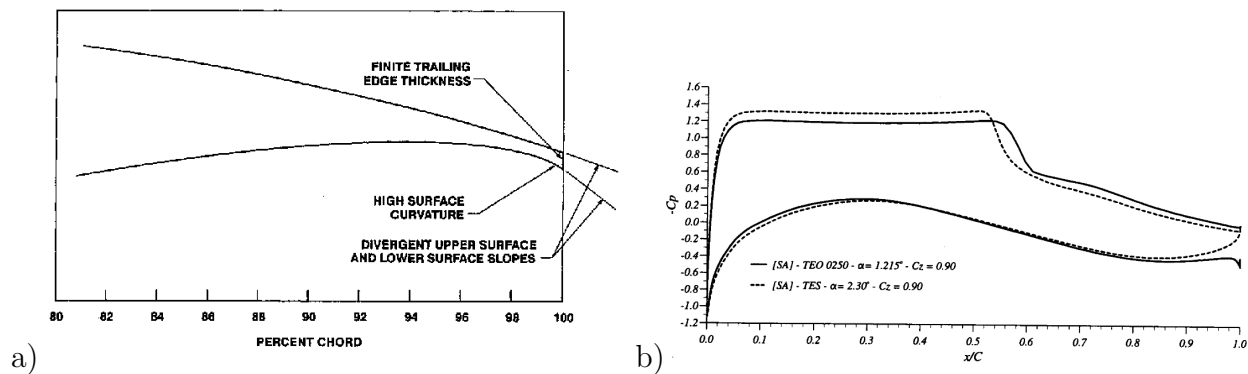 FINITE TRAILING
EDGE THICKNESS
HIGH SURFACE
CURVATURE
DIVERGENT UPPER SURFACE
AND LOWER SURFACE SLOPES
80 82 84 86 88 90 92 94 96 98 100
PERCENT CHORD
a)
1.6
1.4
1.2
1.0
0.8
0.6
0.4
0.2
0.0
-0.2
-0.4
-0.6
-0.8
-1.0
-1.2
-Cp
[SA] - TEO 0250 - α= 1.215° - Cz = 0.90
[SA] - TES - α= 2.30° - Cz = 0.90
0.0 0.1 0.2 0.3 0.4 0.5 0.6 0.7 0.8 0.9 1.0
x/C
b)